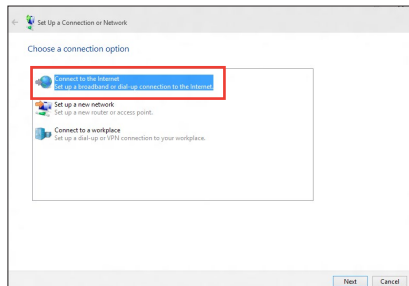 Set Up a Connection or Network
Choose a connection option
Connect to the Internet
Set up a broadband or dial-up connection to the Internet.
Set up a new network
Set up a new router or access point.
Connect to a workplace
Set up a dial-up or VPN connection to your workplace.
Next
Cancel